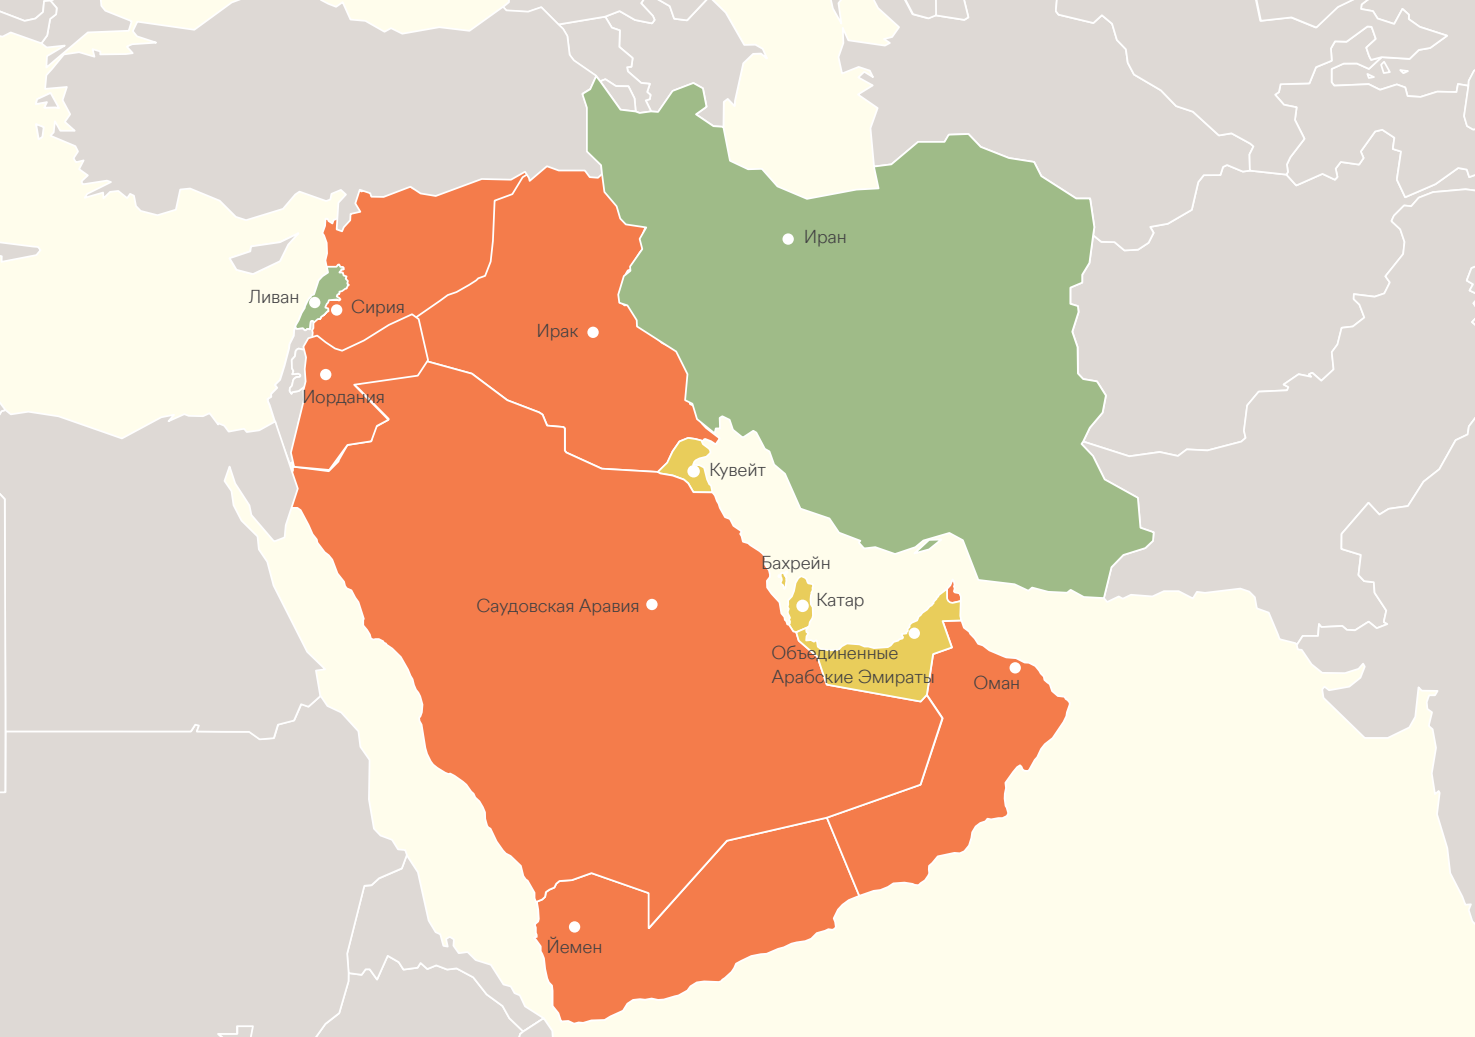 Иран
Ливан
Сирия
Ирак
Иордания
Кувейт
Бахрейн
Катар
Саудовская Аравия
Объединенные
Арабские Эмираты
Оман
Йемен